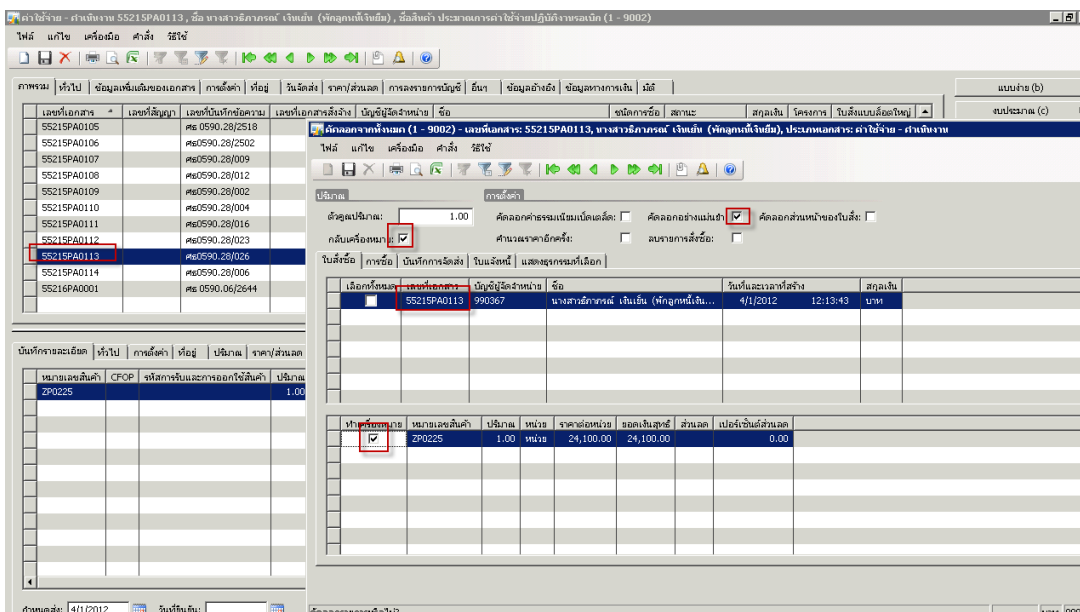 ค่าใช้จ่าย - ดำเนินงาน 55215PA0113 , ชื่อ นางสาวธิภาภรณ์ เงินเย็น (พักลูกหนี้เงินยืม) , ชื่อสินค้า ประมาณการค่าใช้จ่ายปฏิบัติงานรอเบิก (1 - 9002)
ไฟล์ แก้ไข เครื่องมือ คำสั่ง วิธีใช้
ภาพรวม ทั่วไป ข้อมูลเพิ่มเติมของเอกสาร การตั้งค่า ที่อยู่ วันจัดส่ง ราคา/ส่วนลด การลงรายการบัญชี อื่นๆ ข้อมูลอ้างอิง ข้อมูลทางการเงิน มิติ
แบบง่าย (b)
งบประมาณ (c)
เลขที่เอกสาร เลขที่สัญญา เลขที่บันทึกข้อความ เลขที่เอกสารสั่งจ้าง บัญชีผู้จัดจำหน่าย ชื่อ ชนิดการซื้อ สถานะ สกุลเงิน โครงการ ใบสั่งแบบล็อตใหญ่
55215PA0105 ศธ 0590.28/2518
55215PA0106 ศธ 0590.28/2502
55215PA0107 ศธ0590.28/009
55215PA0108 ศธ0590.28/012
55215PA0109 ศธ0590.28/002
55215PA0110 ศธ0590.28/004
55215PA0111 ศธ0590.28/016
55215PA0112 ศธ0590.28/023
55215PA0113 ศธ0590.28/026
55215PA0114 ศธ0590.28/006
55216PA0001 ศธ 0590.06/2644
บันทึกรายละเอียด ทั่วไป การตั้งค่า ที่อยู่ ปริมาณ ราคา/ส่วนลด
หมายเลขสินค้า CFOP รหัสการรับและการออกใช้สินค้า ปริมาณ
ZP0225 1.00
กำหนดส่ง: 4/1/2012 วันที่ยืนยัน:
คัดลอกจากทั้งหมด (1 - 9002) - เลขที่เอกสาร: 55215PA0113, นางสาวธิภาภรณ์ เงินเย็น (พักลูกหนี้เงินยืม), ประเภทเอกสาร: ค่าใช้จ่าย - ดำเนินงาน
ไฟล์ แก้ไข เครื่องมือ คำสั่ง วิธีใช้
ปริมาณ การตั้งค่า
ตัวคูณปริมาณ: 1.00 คัดลอกค่าธรรมเนียมเบ็ดเตล็ด: คัดลอกอย่างแม่นยำ คัดลอกส่วนหน้าของใบสั่ง:
กลับเครื่องหมาย: คำนวณราคาอีกครั้ง: ลบรายการสั่งซื้อ:
ใบสั่งซื้อ การซื้อ บันทึกการจัดส่ง ใบแจ้งหนี้ แสดงธุรกรรมที่เลือก
เลือกทั้งหมด เลขที่เอกสาร บัญชีผู้จัดจำหน่าย ชื่อ วันที่และเวลาที่สร้าง สกุลเงิน
55215PA0113 990367 นางสาวธิภาภรณ์ เงินเย็น (พักลูกหนี้เงิน... 4/1/2012 12:13:43 บาท
ทำเครื่องหมาย หมายเลขสินค้า ปริมาณ หน่วย ราคาต่อหน่วย ยอดเงินสุทธิ ส่วนลด เปอร์เซ็นต์ส่วนลด
ZP0225 1.00 หน่วย 24,100.00 24,100.00 0.00